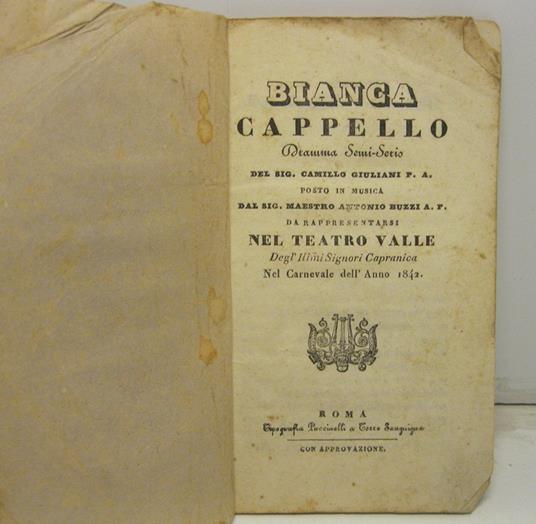 BIANCA
CAPPELLO
Dramma Semi-Serio
DEL SIG. CAMILLO GIULIANI P. A.
POSTO IN MUSICA
DAL SIG. MAESTRO ANTONIO BUZZI A. F.
DA RAPPRESENTARSI
NEL TEATRO VALLE
Degl' Illmi Signori Capranica
Nel Carnevale dell' Anno 1842.
ROMA
Tipografia Puccinelli a Torre Sanguigna
CON APPROVAZIONE.